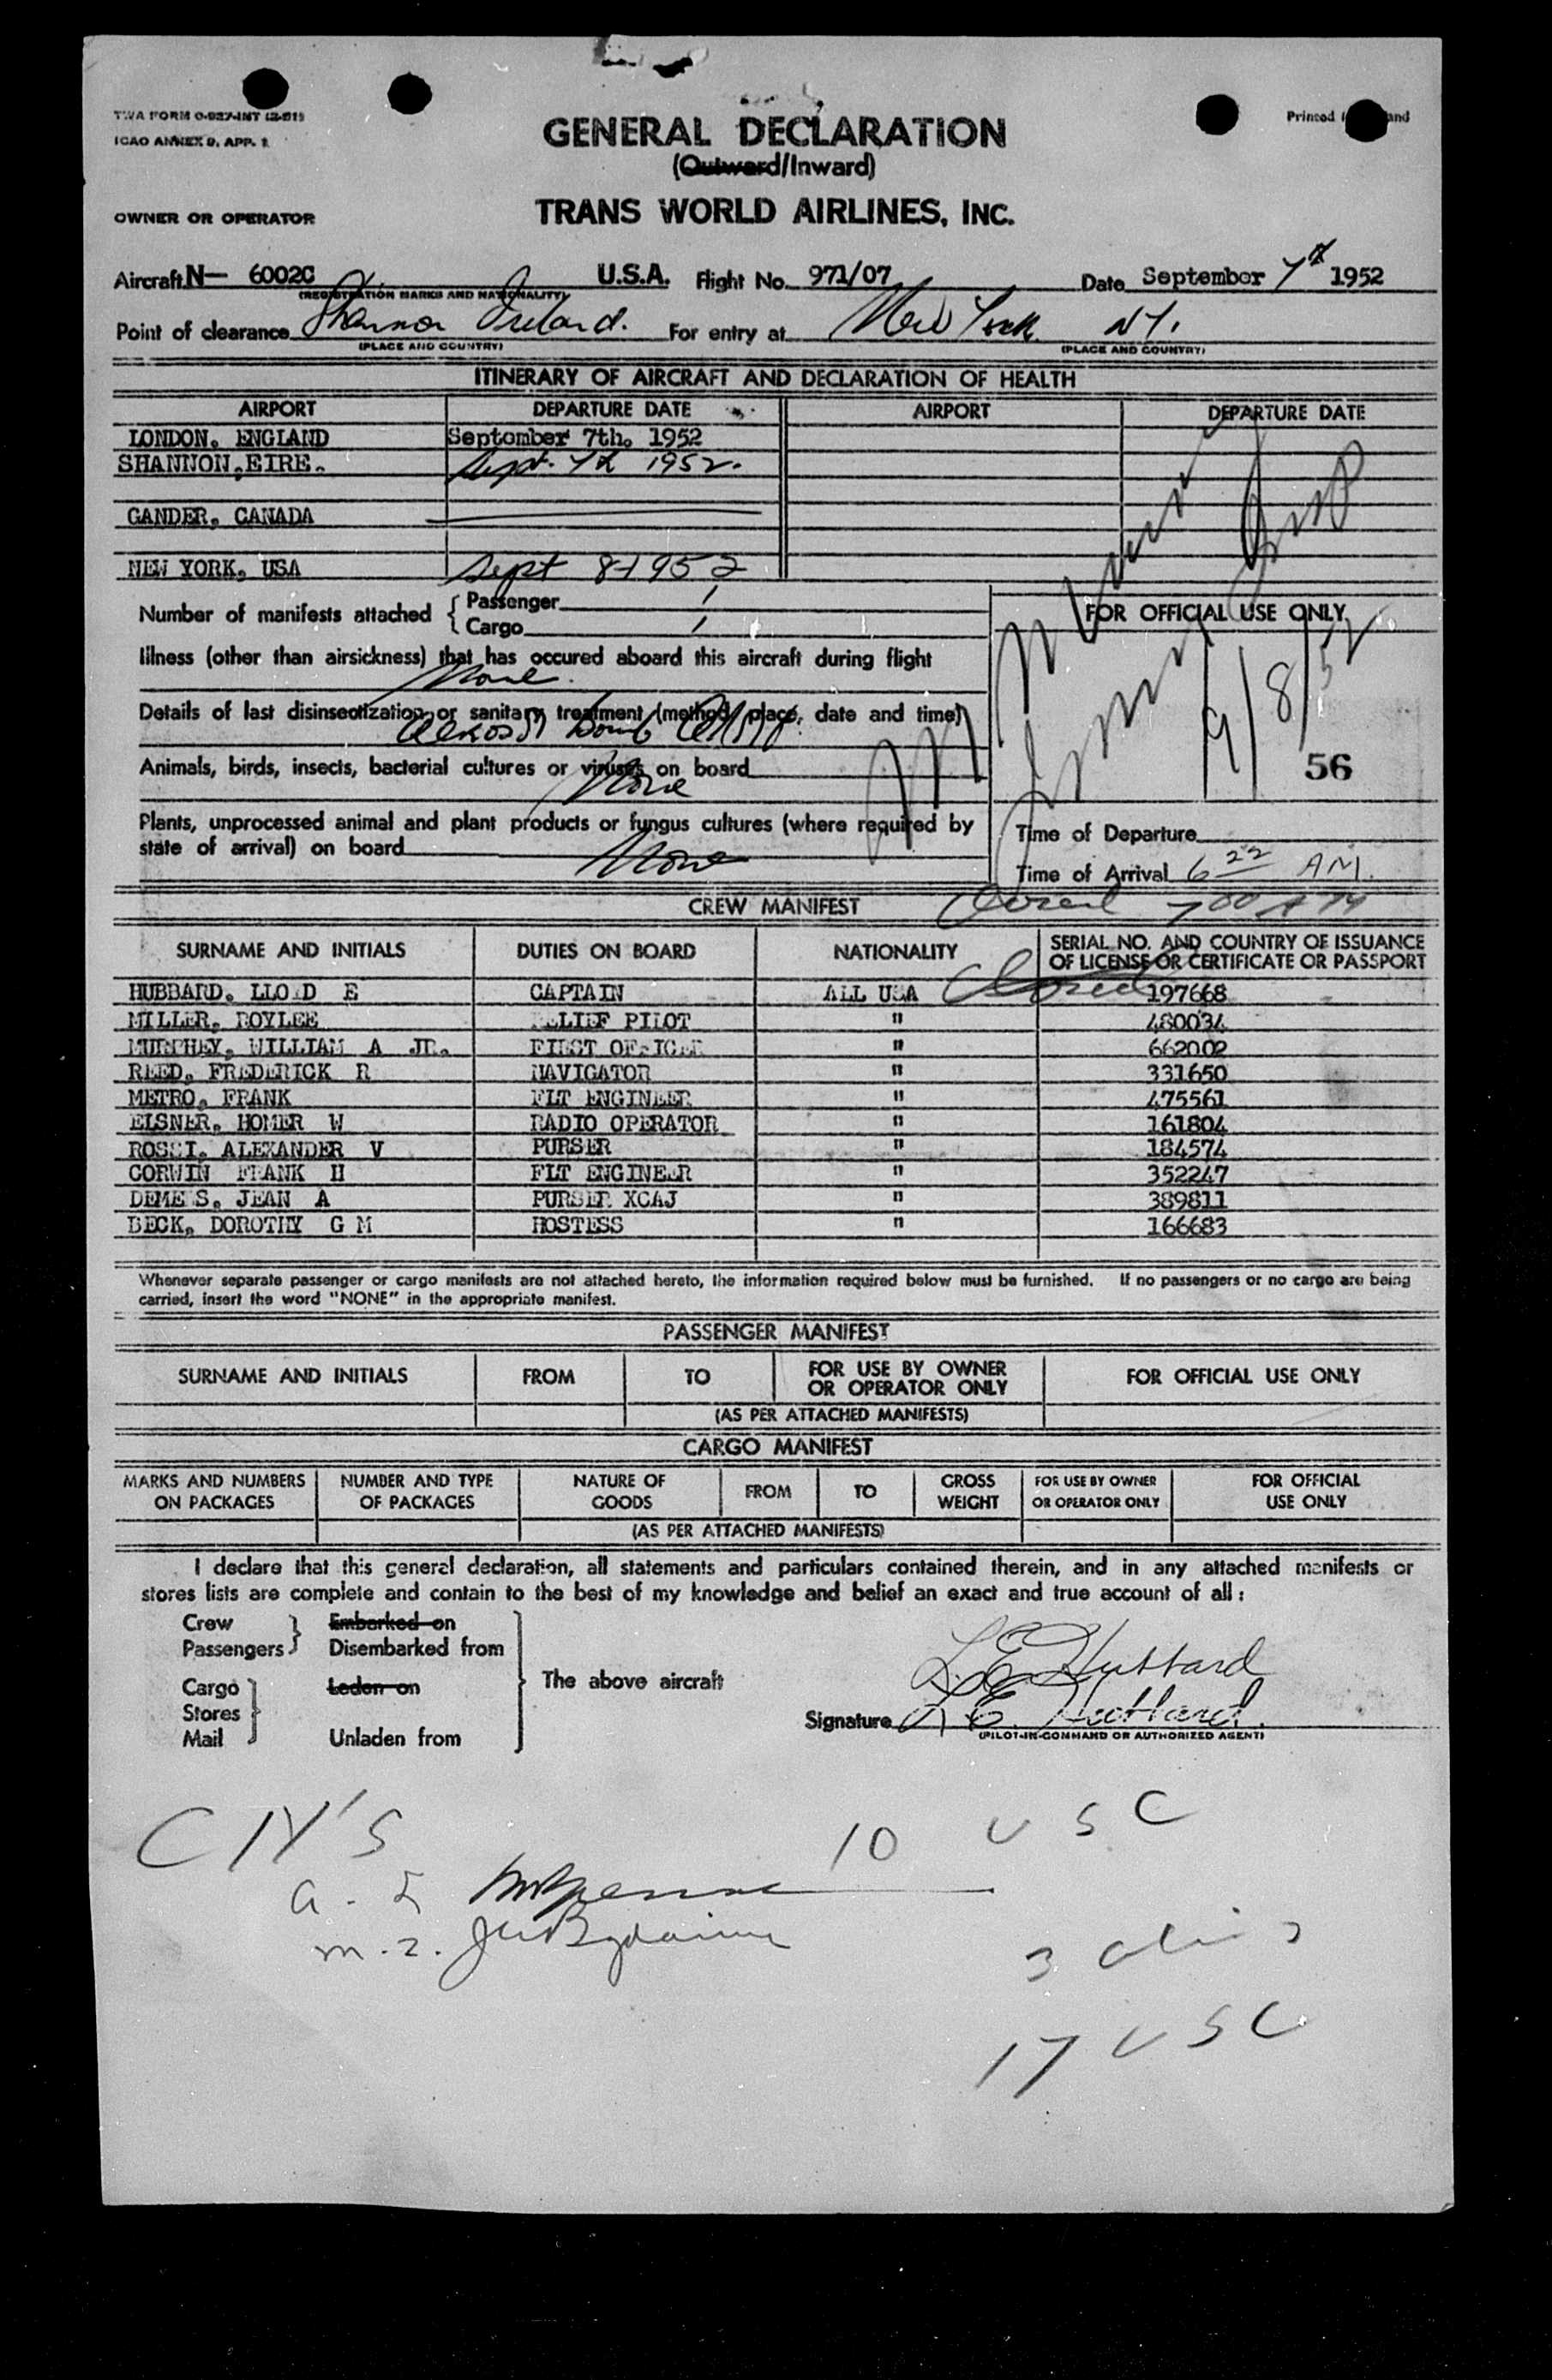 TWA FORM O-927-INT (2-51)
ICAO ANNEX 9, APP. 1
Printed and
GENERAL DECLARATION
(Outward/Inward)
OWNER OR OPERATOR TRANS WORLD AIRLINES, INC.
Aircraft N— 6002C U.S.A. Flight No. 971/07 Date September 7th 1952
(REGISTRATION MARKS AND NATIONALITY)
Point of clearance Shannon Ireland. For entry at New York NY.
(PLACE AND COUNTRY) (PLACE AND COUNTRY)
ITINERARY OF AIRCRAFT AND DECLARATION OF HEALTH
AIRPORT DEPARTURE DATE AIRPORT DEPARTURE DATE
LONDON, ENGLAND September 7th, 1952
SHANNON, EIRE. Sept. 7th 1952.
GANDER, CANADA
NEW YORK, USA Sept 8-1952
Number of manifests attached { Passenger 1
Cargo 1
FOR OFFICIAL USE ONLY
Illness (other than airsickness) that has occured aboard this aircraft during flight
None.
Details of last disinsectization or sanitary treatment (method, place, date and time)
Aerosol Bomb
9/8/52
Animals, birds, insects, bacterial cultures or viruses on board
None
56
Plants, unprocessed animal and plant products or fungus cultures (where required by
state of arrival) on board None
Time of Departure
Time of Arrival 6 22 AM.
CREW MANIFEST
7 00 AM
SURNAME AND INITIALS DUTIES ON BOARD NATIONALITY SERIAL NO. AND COUNTRY OF ISSUANCE
OF LICENSE OR CERTIFICATE OR PASSPORT
Closed
HUBBARD, LLO D E CAPTAIN ALL USA 197668
MILLER, ROYLEE RELIEF PILOT " 480034
MURPHEY, WILLIAM A JR. FIRST OFFICER " 662002
REED, FREDERICK R NAVIGATOR " 331650
METRO, FRANK FLT ENGINEER " 475561
ELSNER, HOMER W RADIO OPERATOR " 161804
ROSSI, ALEXANDER V PURSER " 184574
CORWIN FRANK H FLT ENGINEER " 352247
DEME S, JEAN A PURSER XCAJ " 389811
BECK, DOROTHY G M HOSTESS " 166683
Whenever separate passenger or cargo manifests are not attached hereto, the information required below must be furnished. If no passengers or no cargo are being
carried, insert the word "NONE" in the appropriate manifest.
PASSENGER MANIFEST
SURNAME AND INITIALS FROM TO FOR USE BY OWNER
OR OPERATOR ONLY FOR OFFICIAL USE ONLY
(AS PER ATTACHED MANIFESTS)
CARGO MANIFEST
MARKS AND NUMBERS
ON PACKAGES NUMBER AND TYPE
OF PACKAGES NATURE OF
GOODS FROM TO GROSS
WEIGHT FOR USE BY OWNER
OR OPERATOR ONLY FOR OFFICIAL
USE ONLY
(AS PER ATTACHED MANIFESTS)
I declare that this general declaration, all statements and particulars contained therein, and in any attached manifests or
stores lists are complete and contain to the best of my knowledge and belief an exact and true account of all :
Crew Embarked on
Passengers Disembarked from
Cargo Laden on The above aircraft
Stores
Mail Unladen from
L.E. Hubbard
Signature L. E. Hubbard.
(PILOT-IN-COMMAND OR AUTHORIZED AGENT)
10 USC
17 USC